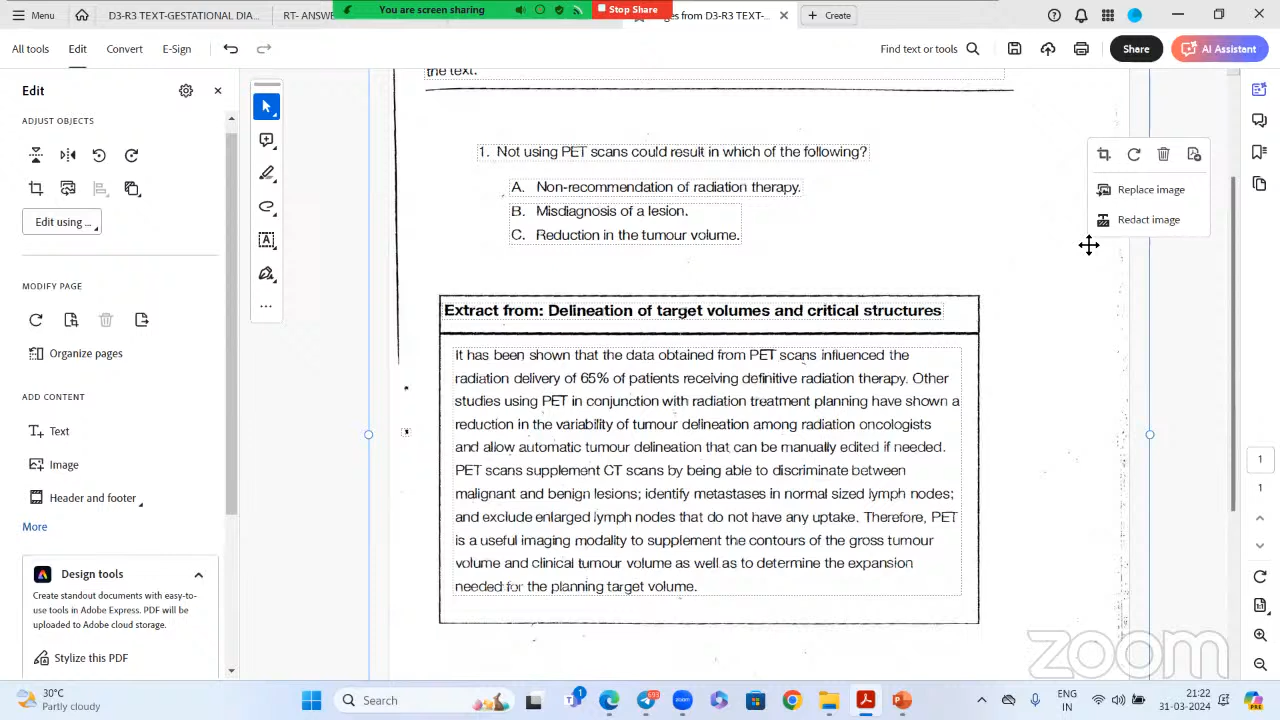 Menu
D3-R3 TEXT-GESTATIONAL DIA...
RT- ANSWE
You are screen sharing
Stop Share
ges from D3-R3 TEXT-...
Create
All tools
Edit
Convert
E-Sign
Find text or tools
Share
AI Assistant
Edit
ADJUST OBJECTS
Edit using ...
MODIFY PAGE
Organize pages
ADD CONTENT
Text
Image
Header and footer
More
Design tools
Create standout documents with easy-to-use tools in Adobe Express. PDF will be uploaded to Adobe cloud storage.
Stylize this PDF
the text.
1. Not using PET scans could result in which of the following?
A. Non-recommendation of radiation therapy.
B. Misdiagnosis of a lesion.
C. Reduction in the tumour volume.
Extract from: Delineation of target volumes and critical structures
It has been shown that the data obtained from PET scans influenced the
radiation delivery of 65% of patients receiving definitive radiation therapy. Other
studies using PET in conjunction with radiation treatment planning have shown a
reduction in the variability of tumour delineation among radiation oncologists
and allow automatic tumour delineation that can be manually edited if needed.
PET scans supplement CT scans by being able to discriminate between
malignant and benign lesions; identify metastases in normal sized lymph nodes;
and exclude enlarged lymph nodes that do not have any uptake. Therefore, PET
is a useful imaging modality to supplement the contours of the gross tumour
volume and clinical tumour volume as well as to determine the expansion
needed for the planning target volume.
Replace image
Redact image
1
1
zoom
30°C
Partly cloudy
Search
1
693
zoom
ENG
IN
21:22
31-03-2024